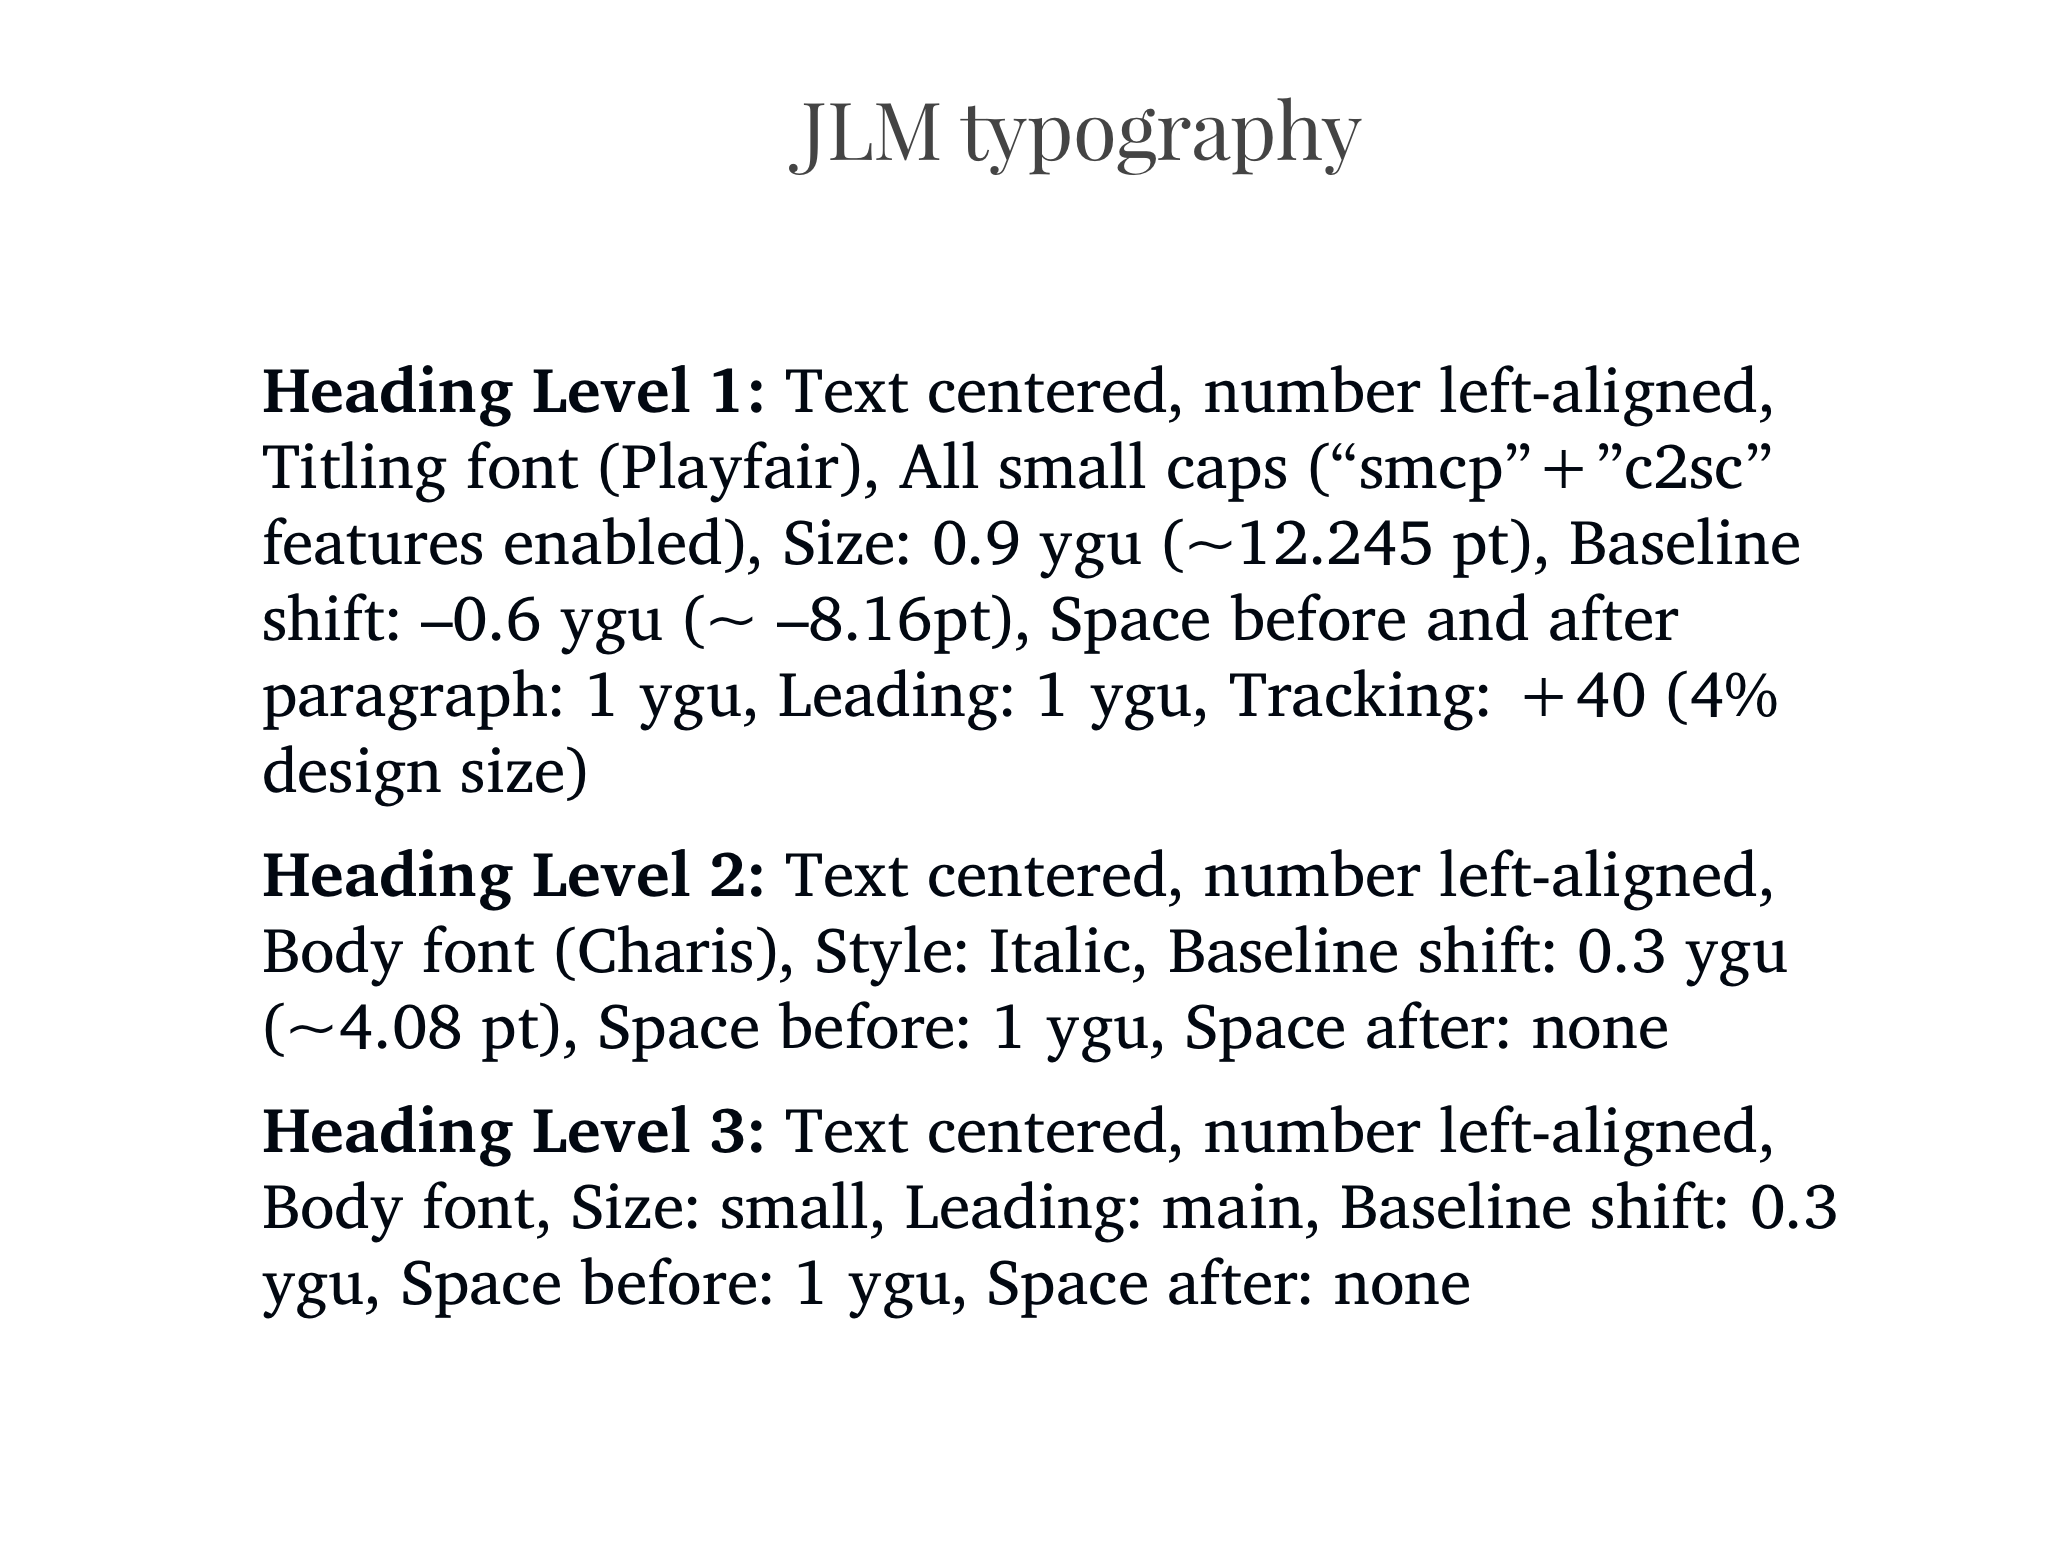 JLM typography
Heading Level 1: Text centered, number left-aligned,
Titling font (Playfair), All small caps (“smcp”+”c2sc”
features enabled), Size: 0.9 ygu (~12.245 pt), Baseline
shift: –0.6 ygu (~ –8.16pt), Space before and after
paragraph: 1 ygu, Leading: 1 ygu, Tracking: +40 (4%
design size)
Heading Level 2: Text centered, number left-aligned,
Body font (Charis), Style: Italic, Baseline shift: 0.3 ygu
(~4.08 pt), Space before: 1 ygu, Space after: none
Heading Level 3: Text centered, number left-aligned,
Body font, Size: small, Leading: main, Baseline shift: 0.3
ygu, Space before: 1 ygu, Space after: none